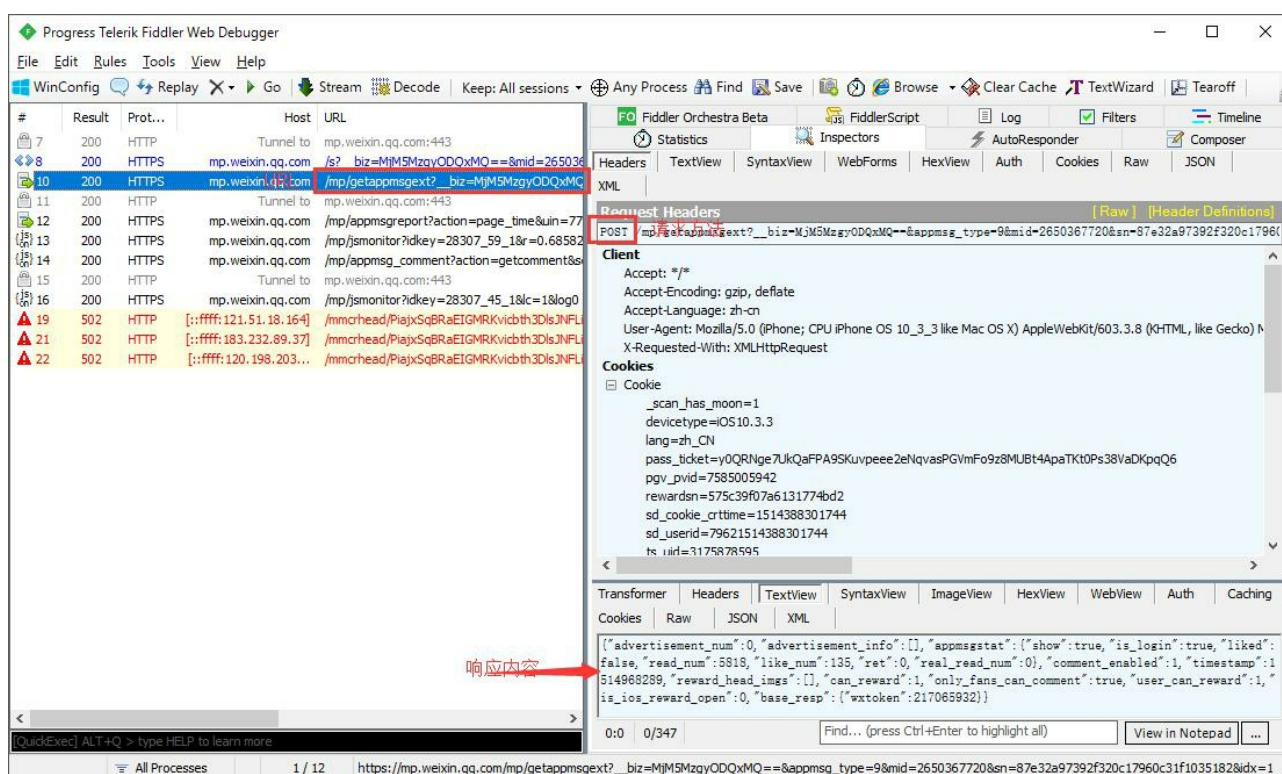 Progress Telerik Fiddler Web Debugger
File Edit Rules Tools View Help
WinConfig Replay Go Stream Decode Keep: All sessions Any Process Find Save Browse Clear Cache TextWizard Tearoff
# Result Prot... Host URL
7 200 HTTP Tunnel to mp.weixin.qq.com:443
8 200 HTTPS mp.weixin.qq.com /s?__biz=MjM5MzgyODQxMQ==&mid=265036
10 200 HTTPS mp.weixin.qq.com /mp/getappmsgext?__biz=MjM5MzgyODQxMQ
URL
11 200 HTTP Tunnel to mp.weixin.qq.com:443
12 200 HTTPS mp.weixin.qq.com /mp/appmsgreport?action=page_time&uin=77
13 200 HTTPS mp.weixin.qq.com /mp/jsmonitor?idkey=28307_59_1&r=0.68582
14 200 HTTPS mp.weixin.qq.com /mp/appmsg_comment?action=getcomment&s
15 200 HTTP Tunnel to mp.weixin.qq.com:443
16 200 HTTPS mp.weixin.qq.com /mp/jsmonitor?idkey=28307_45_1&lc=1&log0
19 502 HTTP [::ffff:121.51.18.164] /mmcrhead/PiajxSqBRaEIGMRKvicbth3DlsJNFLi
21 502 HTTP [::ffff:183.232.89.37] /mmcrhead/PiajxSqBRaEIGMRKvicbth3DlsJNFLi
22 502 HTTP [::ffff:120.198.203... /mmcrhead/PiajxSqBRaEIGMRKvicbth3DlsJNFLi
响应内容
[QuickExec] ALT+Q > type HELP to learn more
FO Fiddler Orchestra Beta FiddlerScript Log Filters Timeline
Statistics Inspectors AutoResponder Composer
Headers TextView SyntaxView WebForms HexView Auth Cookies Raw JSON
XML
Request Headers [Raw] [Header Definitions]
POST /mp/getappmsgext?__biz=MjM5MzgyODQxMQ==&appmsg_type=9&mid=2650367720&sn=87e32a97392f320c1796
请求方法
Client
Accept: */*
Accept-Encoding: gzip, deflate
Accept-Language: zh-cn
User-Agent: Mozilla/5.0 (iPhone; CPU iPhone OS 10_3_3 like Mac OS X) AppleWebKit/603.3.8 (KHTML, like Gecko) M
X-Requested-With: XMLHttpRequest
Cookies
Cookie
_scan_has_moon=1
devicetype=iOS10.3.3
lang=zh_CN
pass_ticket=y0QRNge7UkQaFPA9SKuvpeee2eNqvasPGVmFo9z8MUBt4ApaTKt0Ps38VaDKpqQ6
pgv_pvid=7585005942
rewardsn=575c39f07a6131774bd2
sd_cookie_crttime=1514388301744
sd_userid=79621514388301744
ts_uid=3175878595
Transformer Headers TextView SyntaxView ImageView HexView WebView Auth Caching
Cookies Raw JSON XML
{"advertisement_num":0,"advertisement_info":[],"appmsgstat":{"show":true,"is_login":true,"liked":
false,"read_num":5818,"like_num":135,"ret":0,"real_read_num":0},"comment_enabled":1,"timestamp":1
514968289,"reward_head_imgs":[],"can_reward":1,"only_fans_can_comment":true,"user_can_reward":1,"
is_ios_reward_open":0,"base_resp":{"wxtoken":217065932}}
0:0 0/347 Find... (press Ctrl+Enter to highlight all) View in Notepad ...
All Processes 1 / 12 https://mp.weixin.qq.com/mp/getappmsgext?__biz=MjM5MzgyODQxMQ==&appmsg_type=9&mid=2650367720&sn=87e32a97392f320c17960c31f1035182&idx=1